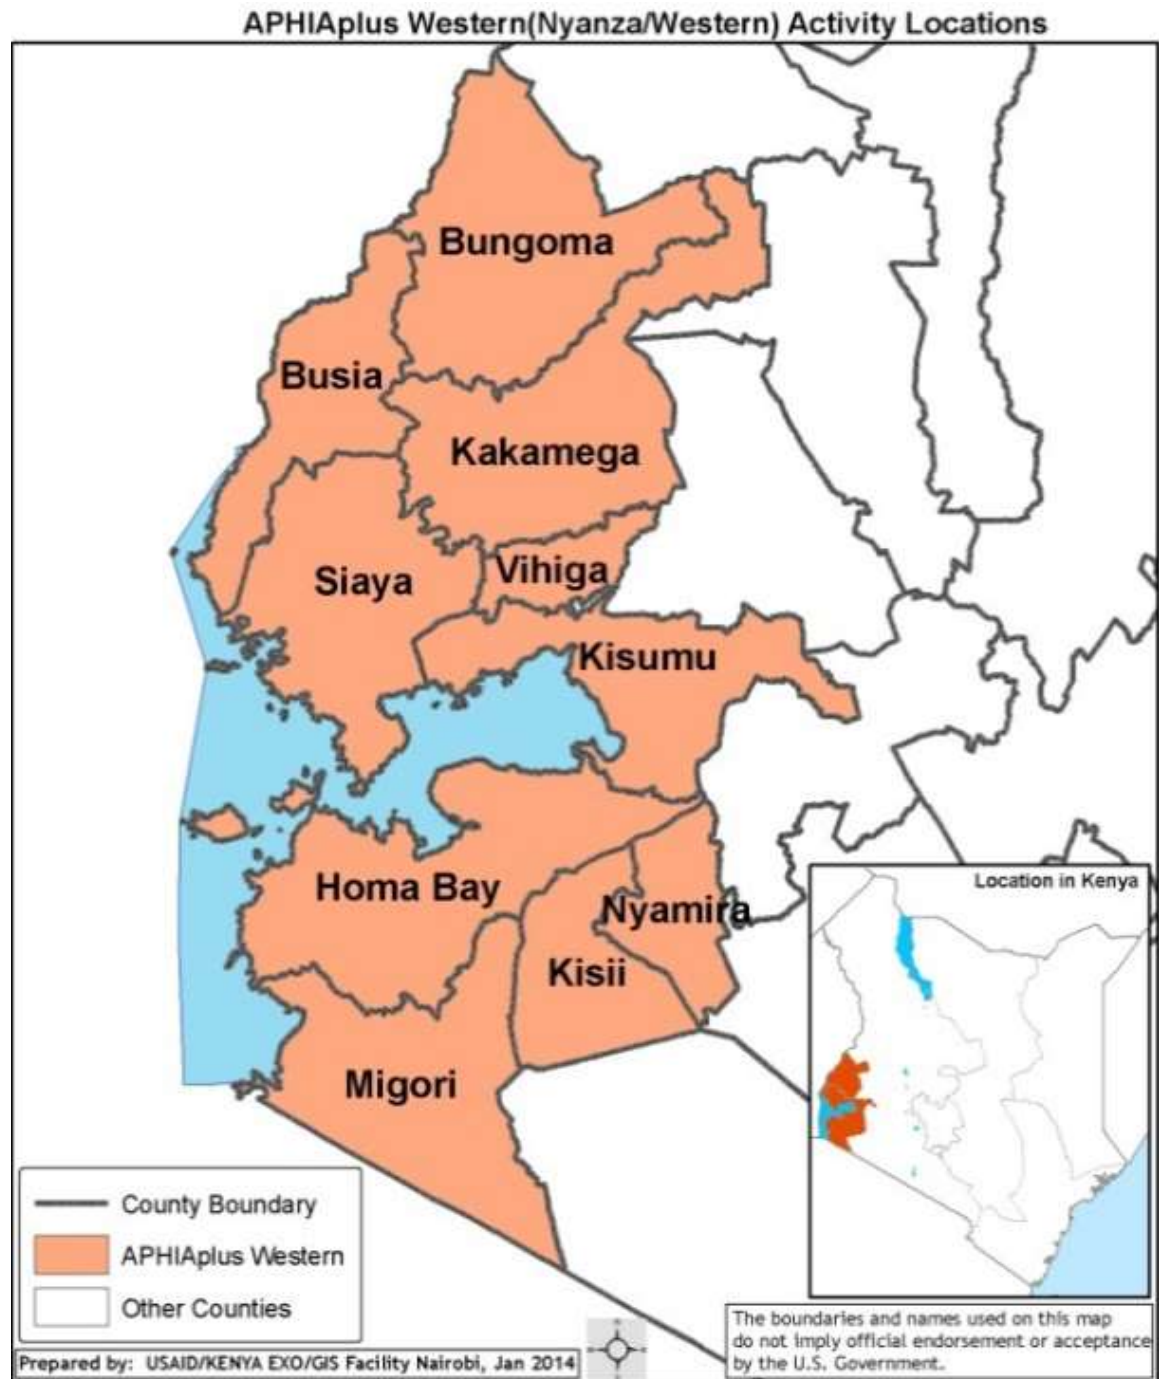 APHIAplus Western(Nyanza/Western) Activity Locations
Bungoma
Busia
Kakamega
Vihiga
Siaya
Kisumu
Homa Bay
Nyamira
Kisii
Migori
Location in Kenya
County Boundary
APHIAplus Western
Other Counties
Prepared by: USAID/KENYA EXO/GIS Facility Nairobi, Jan 2014
The boundaries and names used on this map
do not imply official endorsement or acceptance
by the U.S. Government.